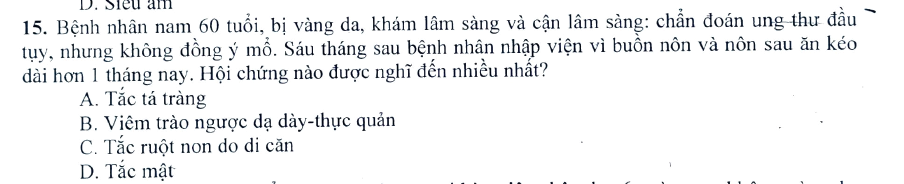 D. Siêu âm
15. Bệnh nhân nam 60 tuổi, bị vàng da, khám lâm sàng và cận lâm sàng: chẩn đoán ung thư đầu
tụy, nhưng không đồng ý mổ. Sáu tháng sau bệnh nhân nhập viện vì buồn nôn và nôn sau ăn kéo
dài hơn 1 tháng nay. Hội chứng nào được nghĩ đến nhiều nhất?
A. Tắc tá tràng
B. Viêm trào ngược dạ dày-thực quản
C. Tắc ruột non do di căn
D. Tắc mật